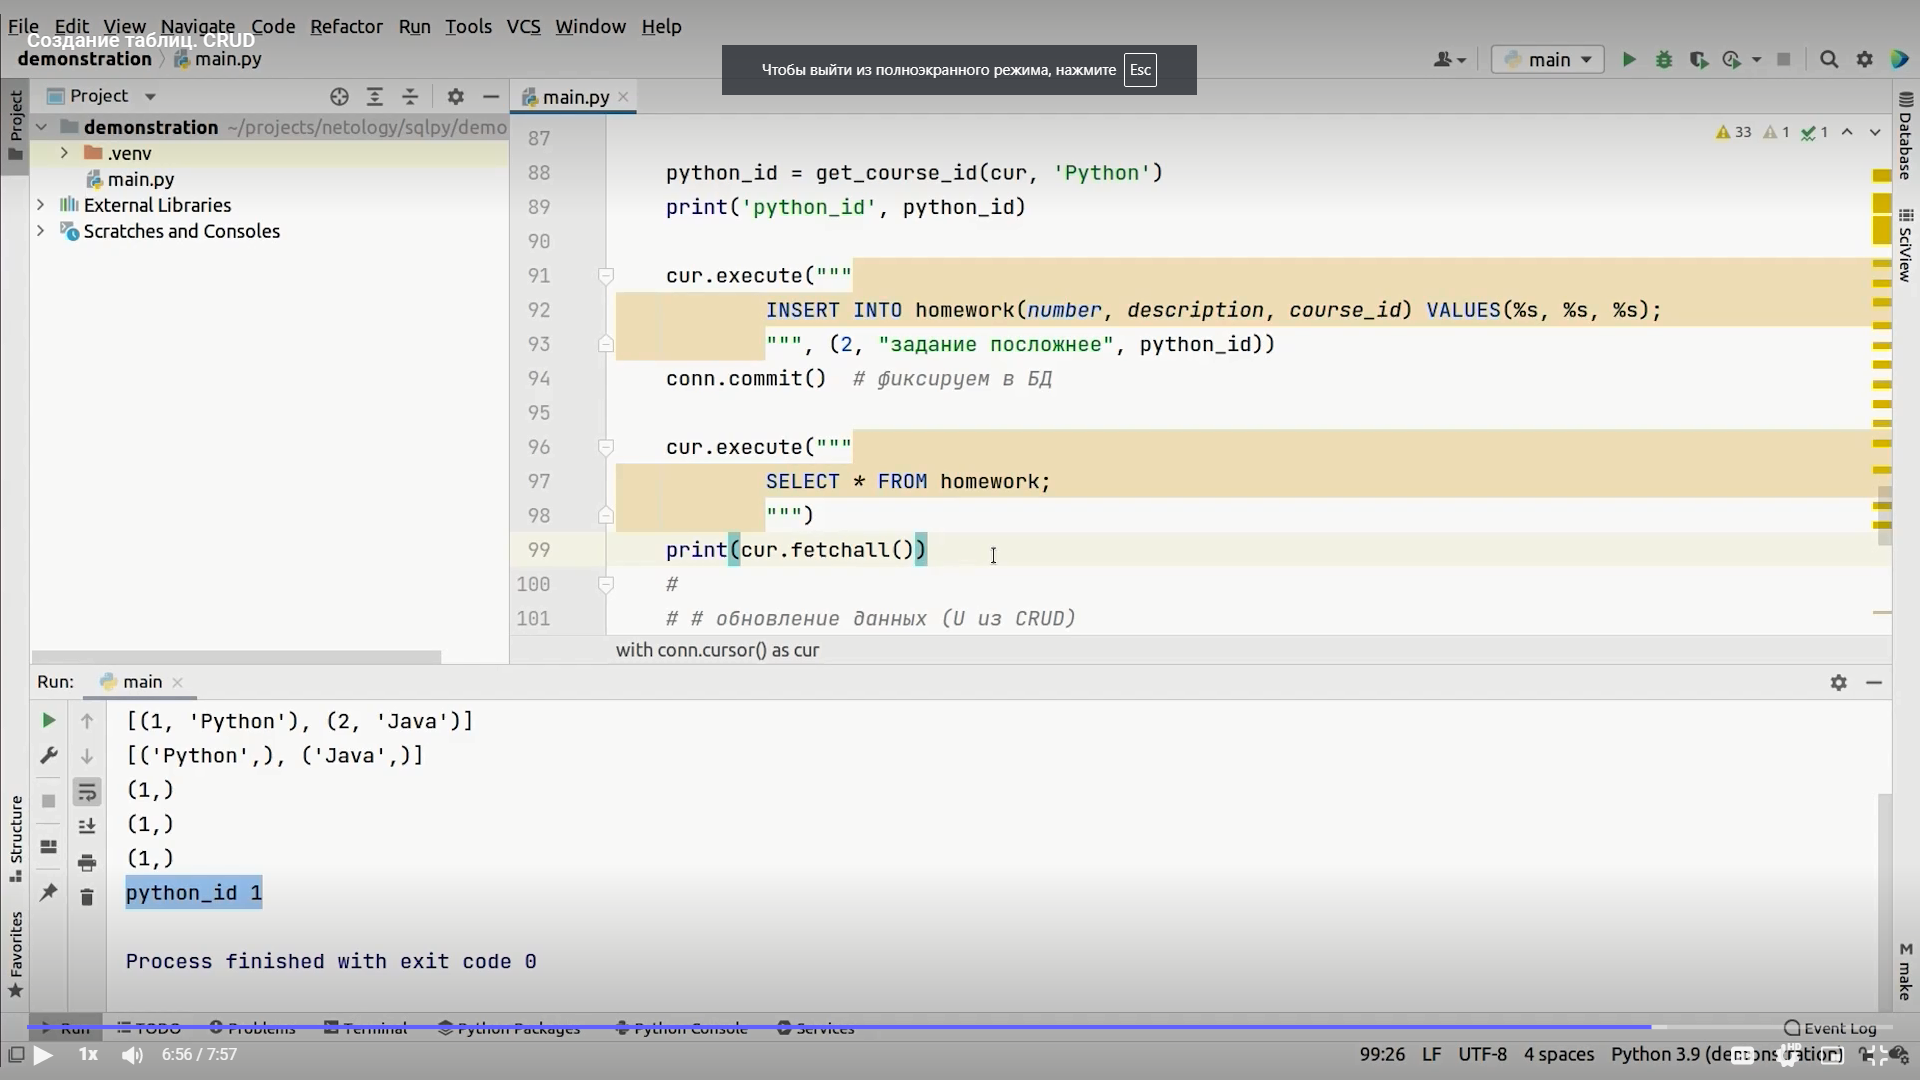 File Edit View Navigate Code Refactor Run Tools VCS Window Help
Создание таблиц. CRUD
demonstration main.py
Чтобы выйти из полноэкранного режима, нажмите Esc
main
Project
Project
main.py
demonstration ~/projects/netology/sqlpy/demo
.venv
main.py
External Libraries
Scratches and Consoles
33 1 1
87
88 python_id = get_course_id(cur, 'Python')
89 print('python_id', python_id)
90
91 cur.execute("""
92 INSERT INTO homework(number, description, course_id) VALUES(%s, %s, %s);
93 """, (2, "задание посложнее", python_id))
94 conn.commit() # фиксируем в БД
95
96 cur.execute("""
97 SELECT * FROM homework;
98 """)
99 print(cur.fetchall())
100 #
101 # # обновление данных (U из CRUD)
with conn.cursor() as cur
Database
SciView
Run: main
[(1, 'Python'), (2, 'Java')]
[('Python',), ('Java',)]
(1,)
(1,)
(1,)
python_id 1
Process finished with exit code 0
Structure
Favorites
M make
Run TODO Problems Terminal Python Packages Python Console Services Event Log
1x 6:56 / 7:57
99:26 LF UTF-8 4 spaces Python 3.9 (demonstration)
HD